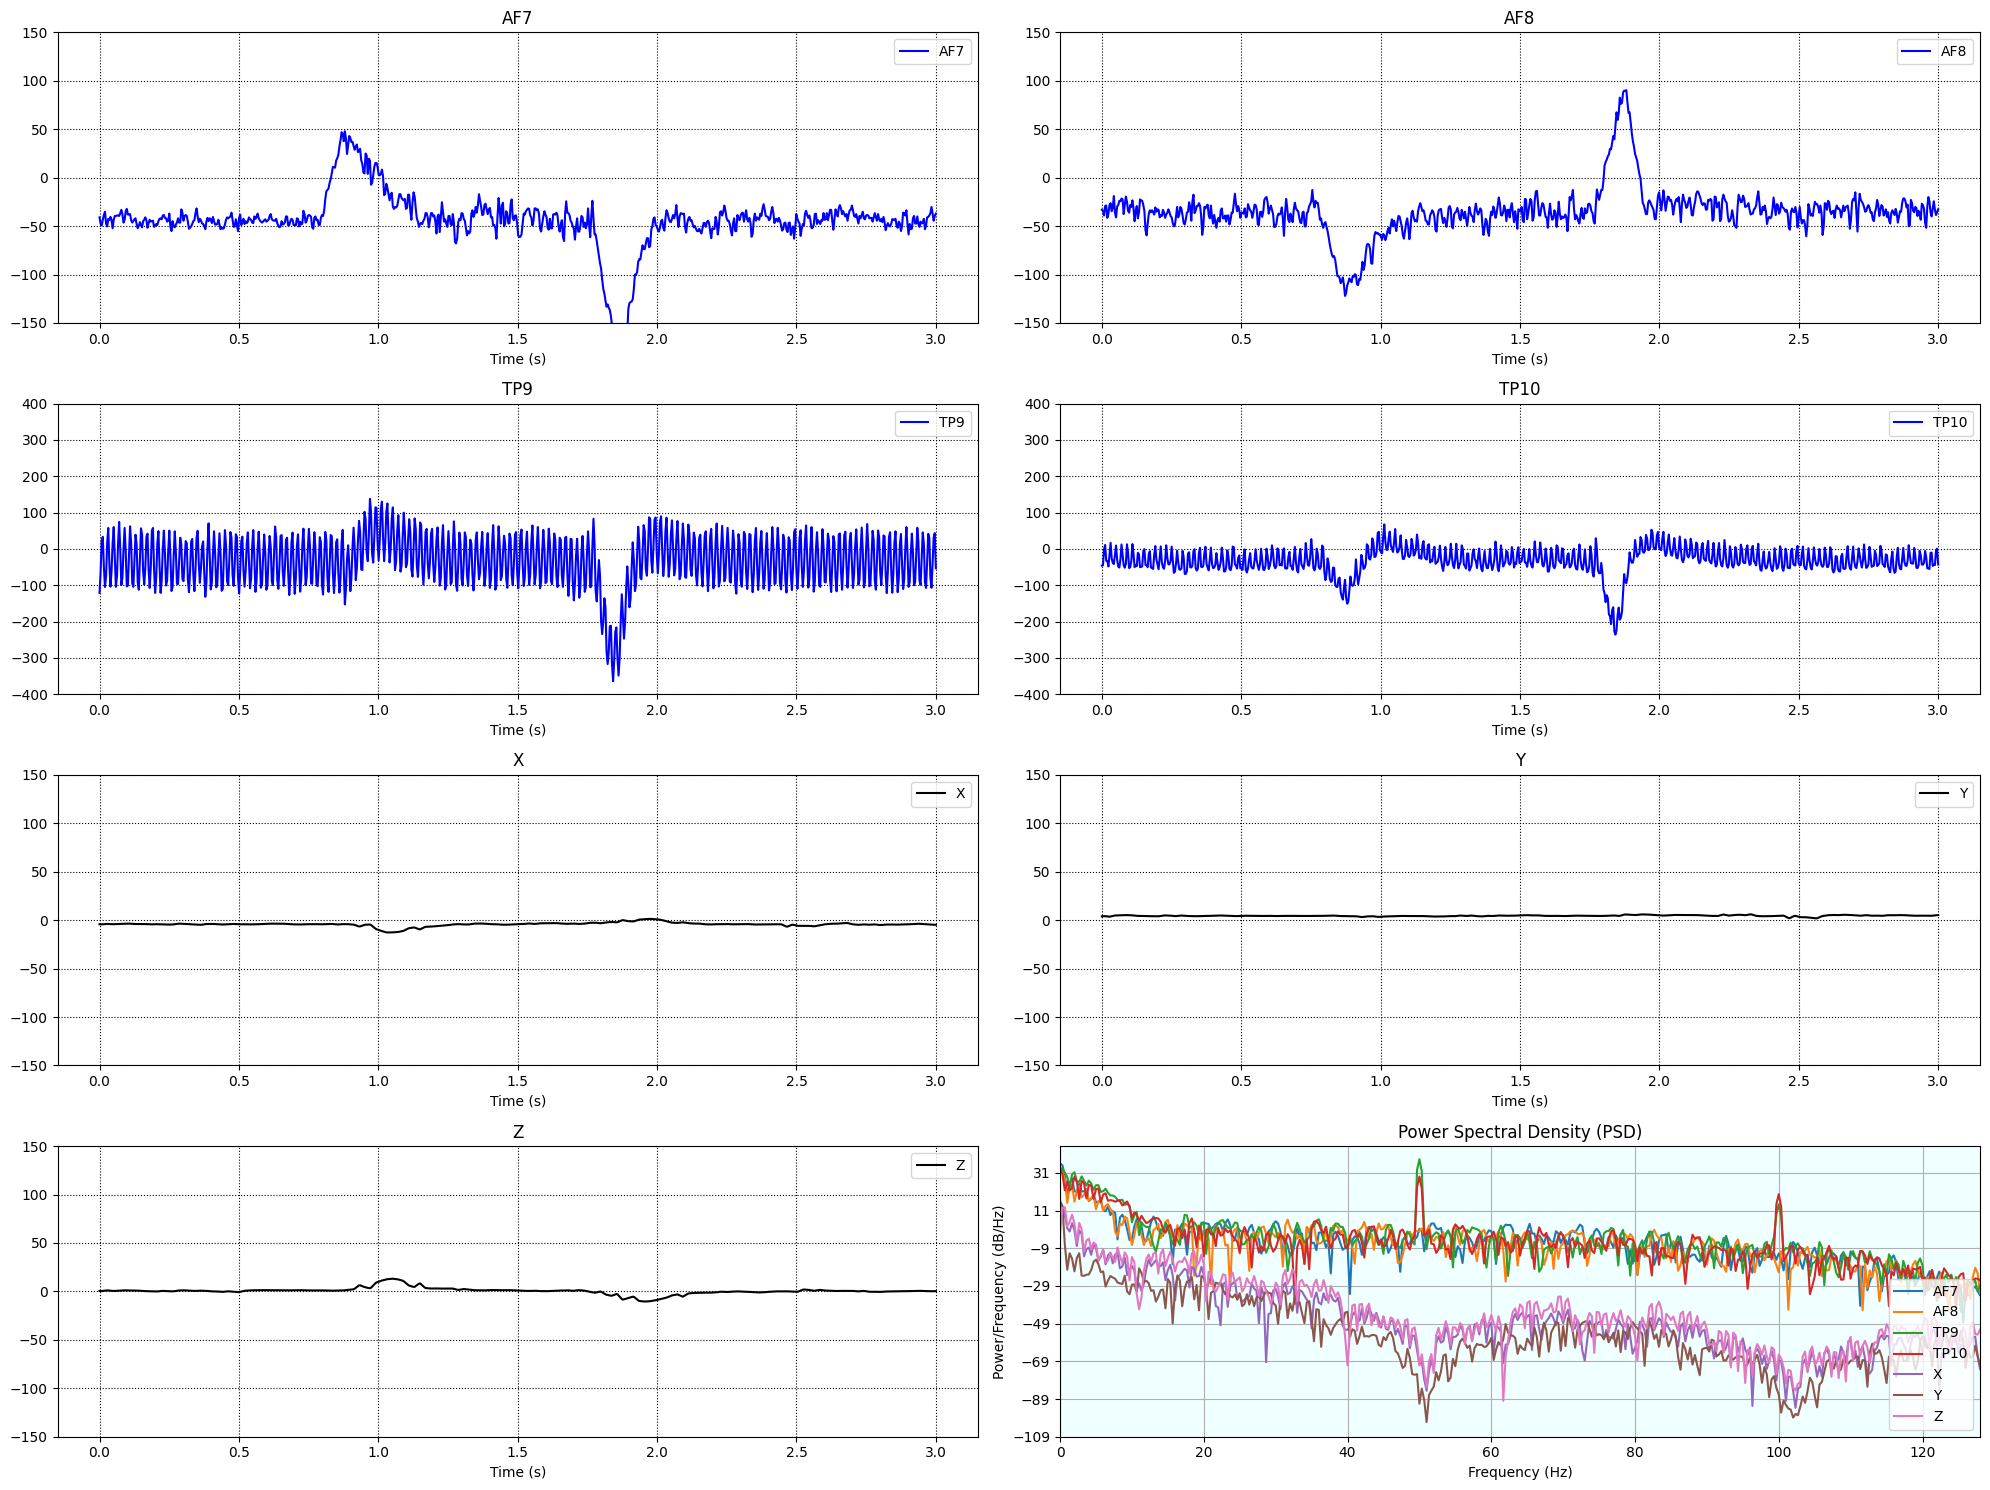 AF7
AF8
150
100
50
0
−50
−100
−150
AF7
150
100
50
0
−50
−100
−150
AF8
0.0 0.5 1.0 1.5 2.0 2.5 3.0
0.0 0.5 1.0 1.5 2.0 2.5 3.0
Time (s)
Time (s)
TP9
TP10
400
300
200
100
0
−100
−200
−300
−400
TP9
400
300
200
100
0
−100
−200
−300
−400
TP10
0.0 0.5 1.0 1.5 2.0 2.5 3.0
0.0 0.5 1.0 1.5 2.0 2.5 3.0
Time (s)
Time (s)
X
Y
150
100
50
0
−50
−100
−150
X
150
100
50
0
−50
−100
−150
Y
0.0 0.5 1.0 1.5 2.0 2.5 3.0
0.0 0.5 1.0 1.5 2.0 2.5 3.0
Time (s)
Time (s)
Z
Power Spectral Density (PSD)
150
100
50
0
−50
−100
−150
Z
Power/Frequency (dB/Hz)
31
11
−9
−29
−49
−69
−89
−109
AF7
AF8
TP9
TP10
X
Y
Z
0.0 0.5 1.0 1.5 2.0 2.5 3.0
0 20 40 60 80 100 120
Time (s)
Frequency (Hz)